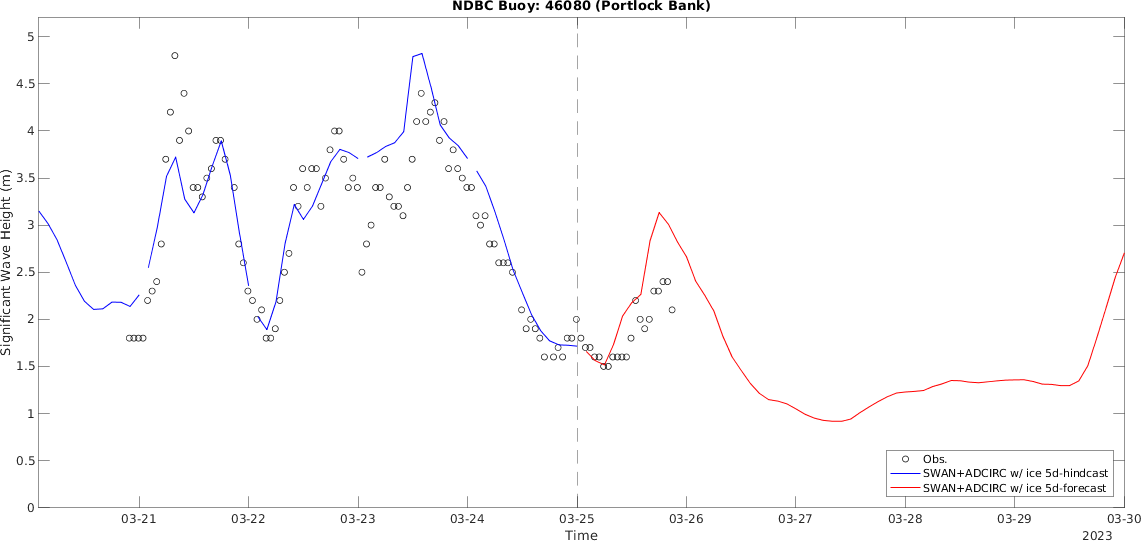 NDBC Buoy: 46080 (Portlock Bank)
5
4.5
4
3.5
3
2.5
2
1.5
1
0.5
0
Significant Wave Height (m)
03-21 03-22 03-23 03-24 03-25 03-26 03-27 03-28 03-29 03-30
Time
2023
Obs.
SWAN+ADCIRC w/ ice 5d-hindcast
SWAN+ADCIRC w/ ice 5d-forecast